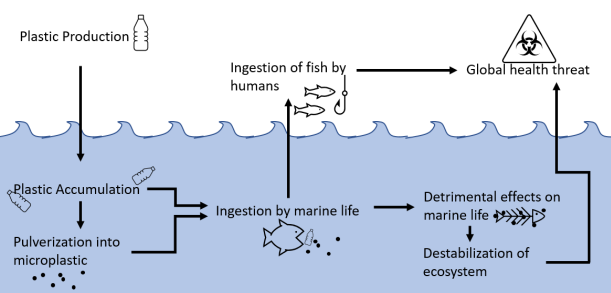 Plastic Production
Ingestion of fish by
humans
Global health threat
Plastic Accumulation
Ingestion by marine life
Detrimental effects on
marine life
Pulverization into
microplastic
Destabilization of
ecosystem